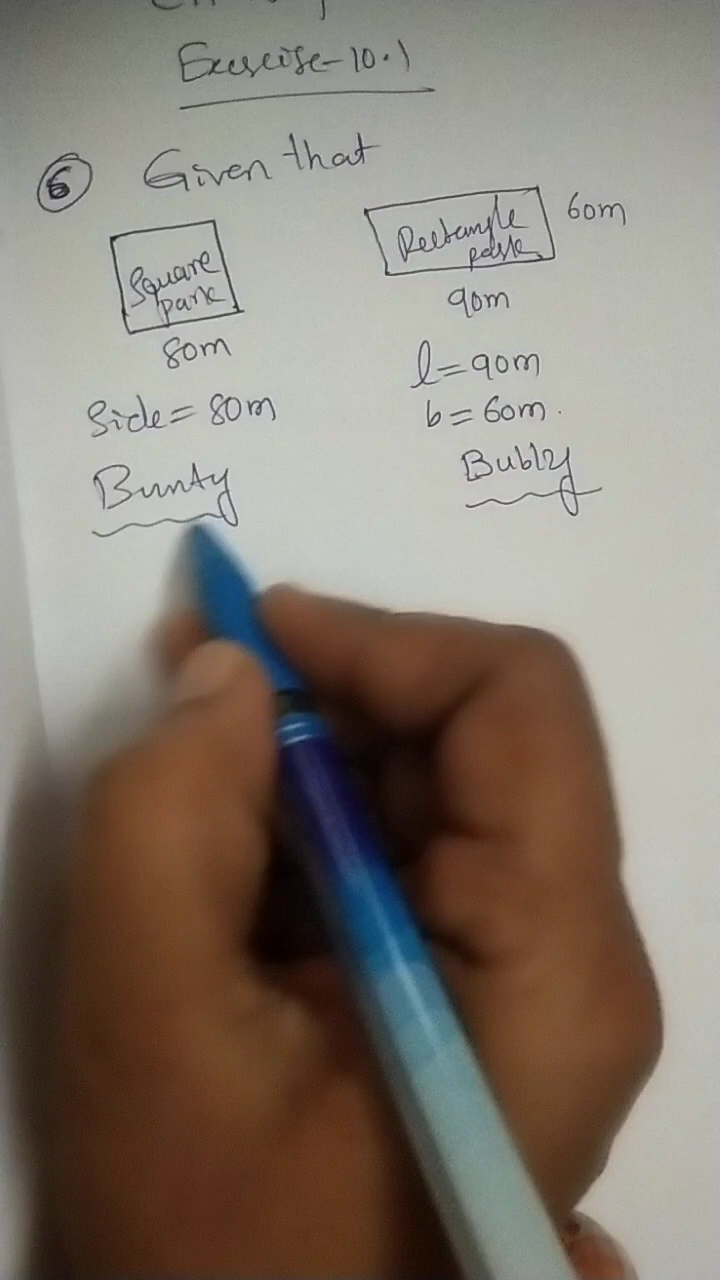 Exercise-10.1
6 Given that
Square
park
80m
Side = 80m
Bunty
Rectangle
park
60m
90m
l = 90m
b = 60m.
Bubly